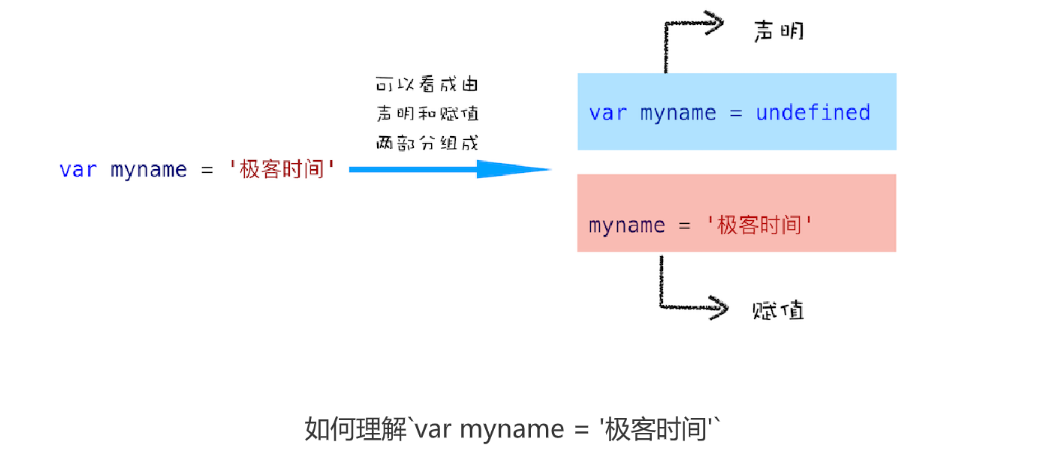 声明
可以看成由
声明和赋值
两部分组成
var myname = undefined
var myname = '极客时间'
myname = '极客时间'
赋值
如何理解`var myname = '极客时间'`